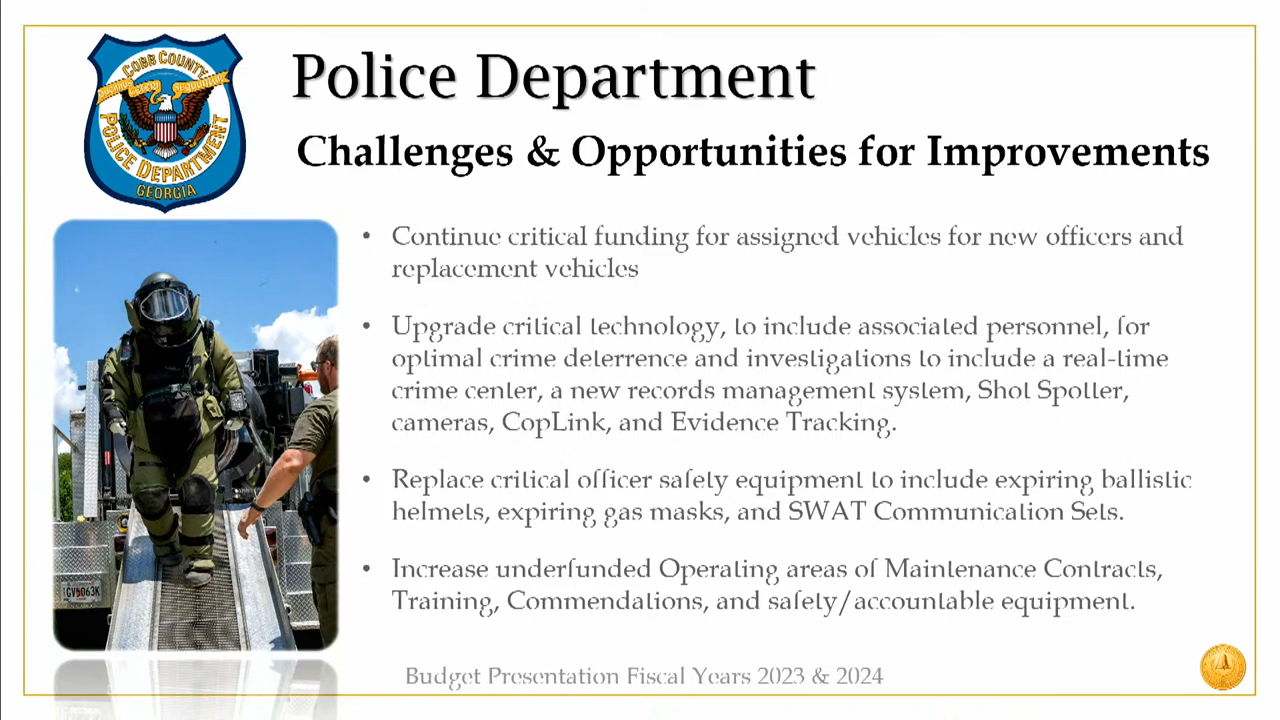 COBB COUNTY
POLICE DEPARTMENT
GEORGIA
Police Department
Challenges & Opportunities for Improvements
• Continue critical funding for assigned vehicles for new officers and
replacement vehicles
• Upgrade critical technology, to include associated personnel, for
optimal crime deterrence and investigations to include a real-time
crime center, a new records management system, Shot Spotter,
cameras, CopLink, and Evidence Tracking.
• Replace critical officer safety equipment to include expiring ballistic
helmets, expiring gas masks, and SWAT Communication Sets.
• Increase underfunded Operating areas of Maintenance Contracts,
Training, Commendations, and safety/accountable equipment.
Budget Presentation Fiscal Years 2023 & 2024